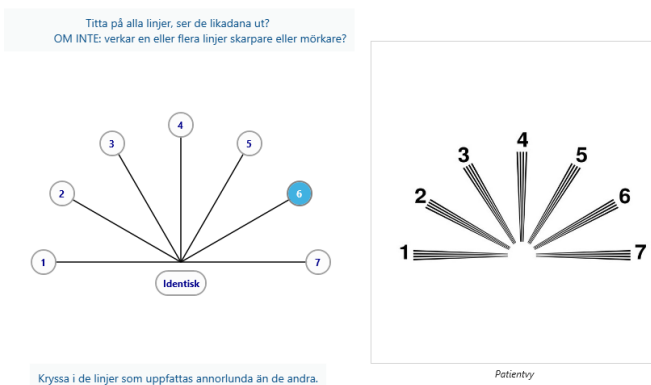 Titta på alla linjer, ser de likadana ut?
OM INTE: verkar en eller flera linjer skarpare eller mörkare?
4
3
5
2
6
1
7
Identisk
Kryssa i de linjer som uppfattas annorlunda än de andra.
4
3
5
2
6
1
7
Patientvy